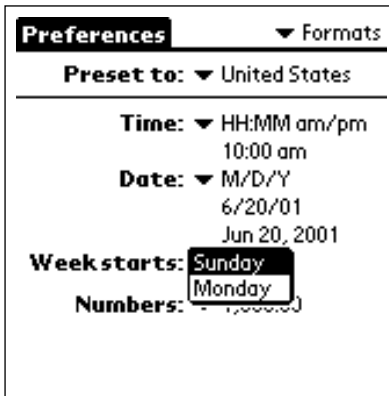 Preferences ▼ Formats
Preset to: ▼ United States
Time: ▼ HH:MM am/pm
10:00 am
Date: ▼ M/D/Y
6/20/01
Jun 20, 2001
Week starts: Sunday
Monday
Numbers: